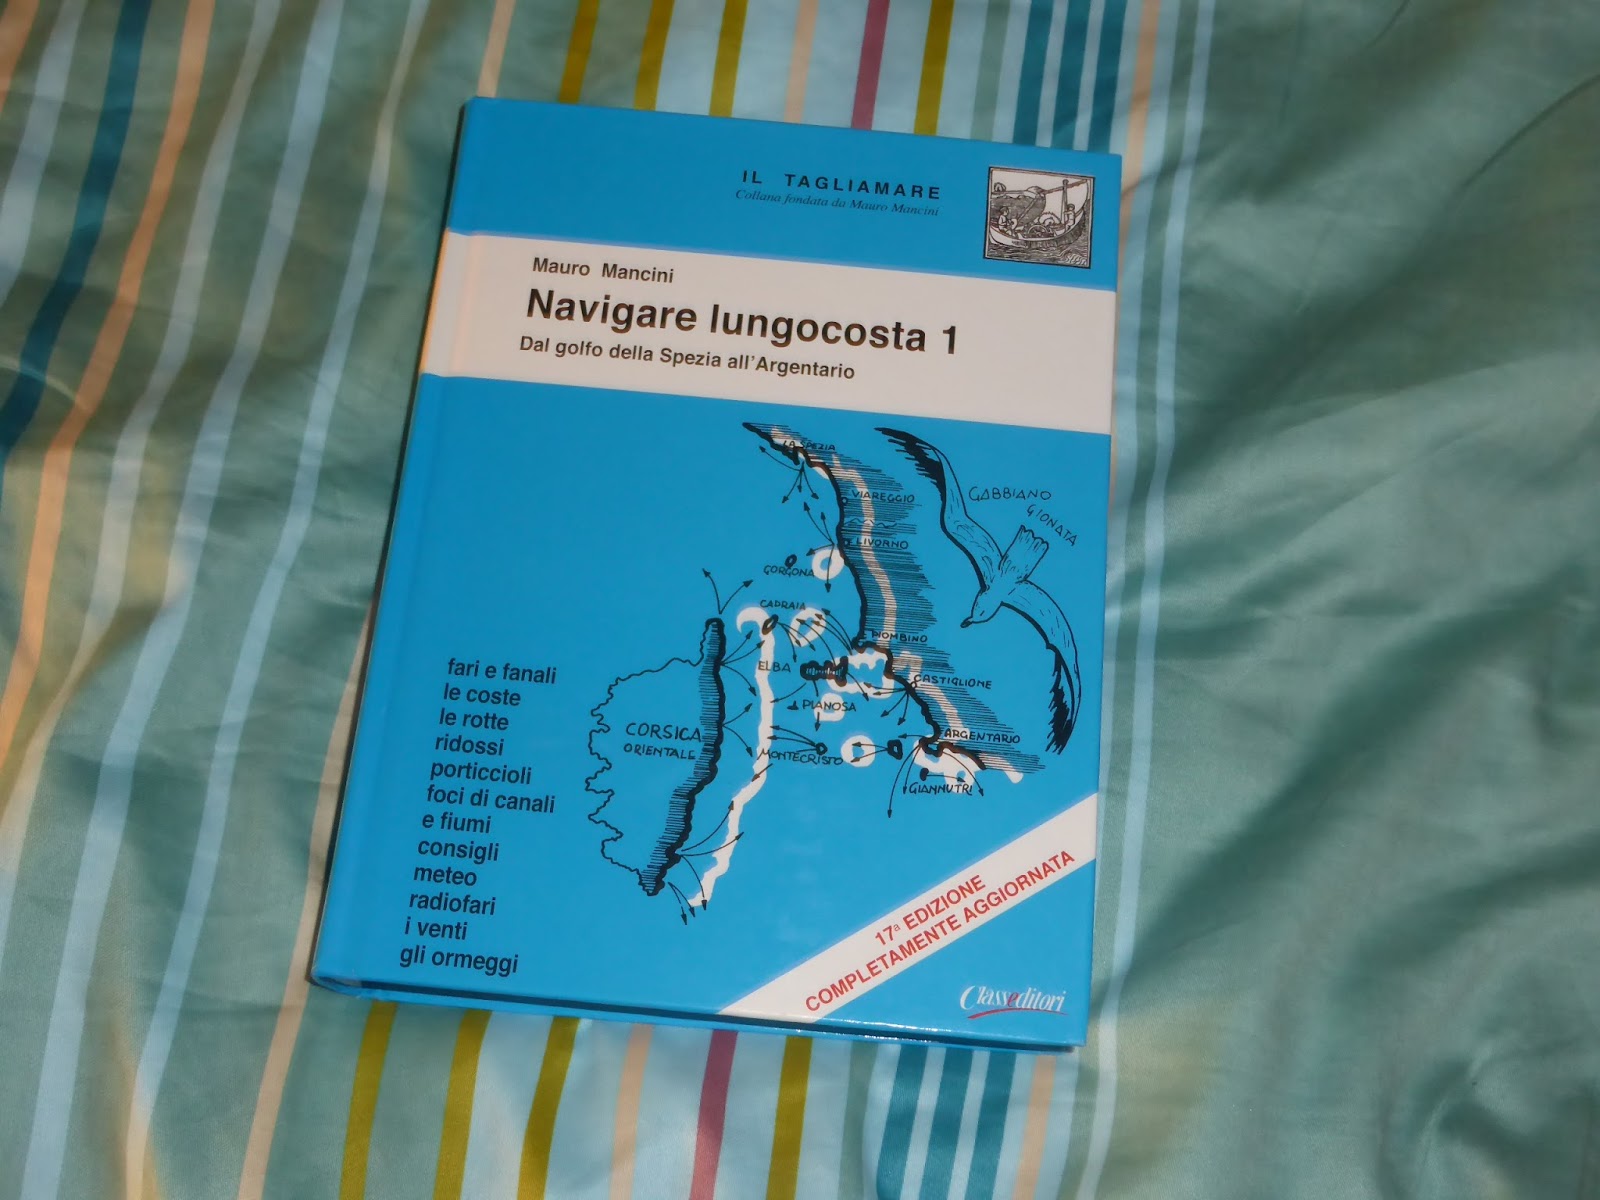 IL TAGLIAMARE
Collana fondata da Mauro Mancini
Mauro Mancini
Navigare lungocosta 1
Dal golfo della Spezia all'Argentario
LA SPEZIA
VIAREGGIO
GABBIANO
GIONATA
LIVORNO
GORGONA
CAPRAIA
PIOMBINO
ELBA
CASTIGLIONE
PIANOSA
CORSICA
ORIENTALE
ARGENTARIO
MONTECRISTO
GIANNUTRI
fari e fanali
le coste
le rotte
ridossi
porticcioli
foci di canali
e fiumi
consigli
meteo
radiofari
i venti
gli ormeggi
17ª EDIZIONE
COMPLETAMENTE AGGIORNATA
Classeditori